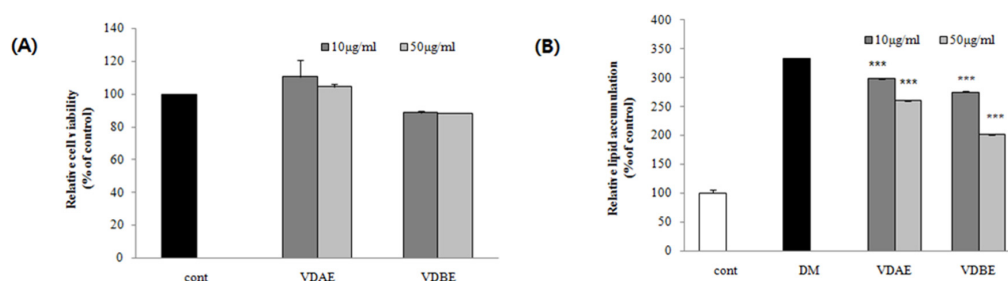 (A)
Relative cell viability
(% of control)
140
120
100
80
60
40
20
0
10µg/ml 50µg/ml
cont VDAE VDBE
(B)
Relative lipid accumulation
(% of control)
400
350
300
250
200
150
100
50
0
10µg/ml 50µg/ml
*** *** *** ***
cont DM VDAE VDBE